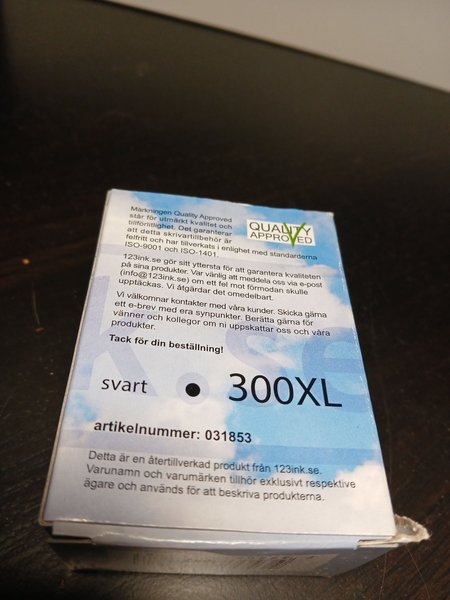 Märkningen Quality Approved
står för utmärkt kvalitet och
tillförlitlighet. Det garanterar
att detta skrivartillbehör är
felfritt och har tillverkats i enlighet med standarderna
ISO-9001 och ISO-1401.
QUALITY
APPROVED
123ink.se gör sitt yttersta för att garantera kvaliteten
på sina produkter. Var vänlig att meddela oss via e-post
(info@123ink.se) om ett fel mot förmodan skulle
upptäckas. Vi åtgärdar det omedelbart.
Vi välkomnar kontakter med våra kunder. Skicka gärna
ett e-brev med era synpunkter. Berätta gärna för
vänner och kollegor om ni uppskattar oss och våra
produkter.
Tack för din beställning!
k.se
svart ● 300XL
artikelnummer: 031853
Detta är en återtillverkad produkt från 123ink.se.
Varunamn och varumärken tillhör exklusivt respektive
ägare och används för att beskriva produkterna.